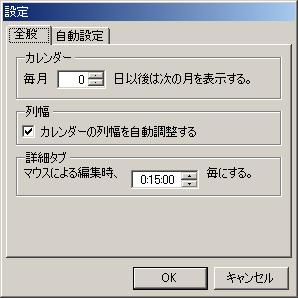 設定
全般 自動設定
カレンダー
毎月 0 日以後は次の月を表示する。
列幅
カレンダーの列幅を自動調整する
詳細タブ
マウスによる編集時、 0:15:00 毎にする。
OK キャンセル